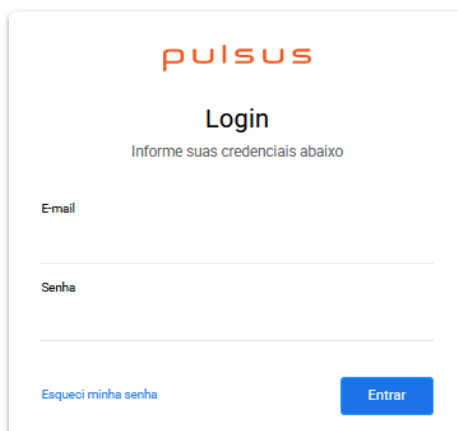 pulsus
Login
Informe suas credenciais abaixo
E-mail
Senha
Esqueci minha senha
Entrar